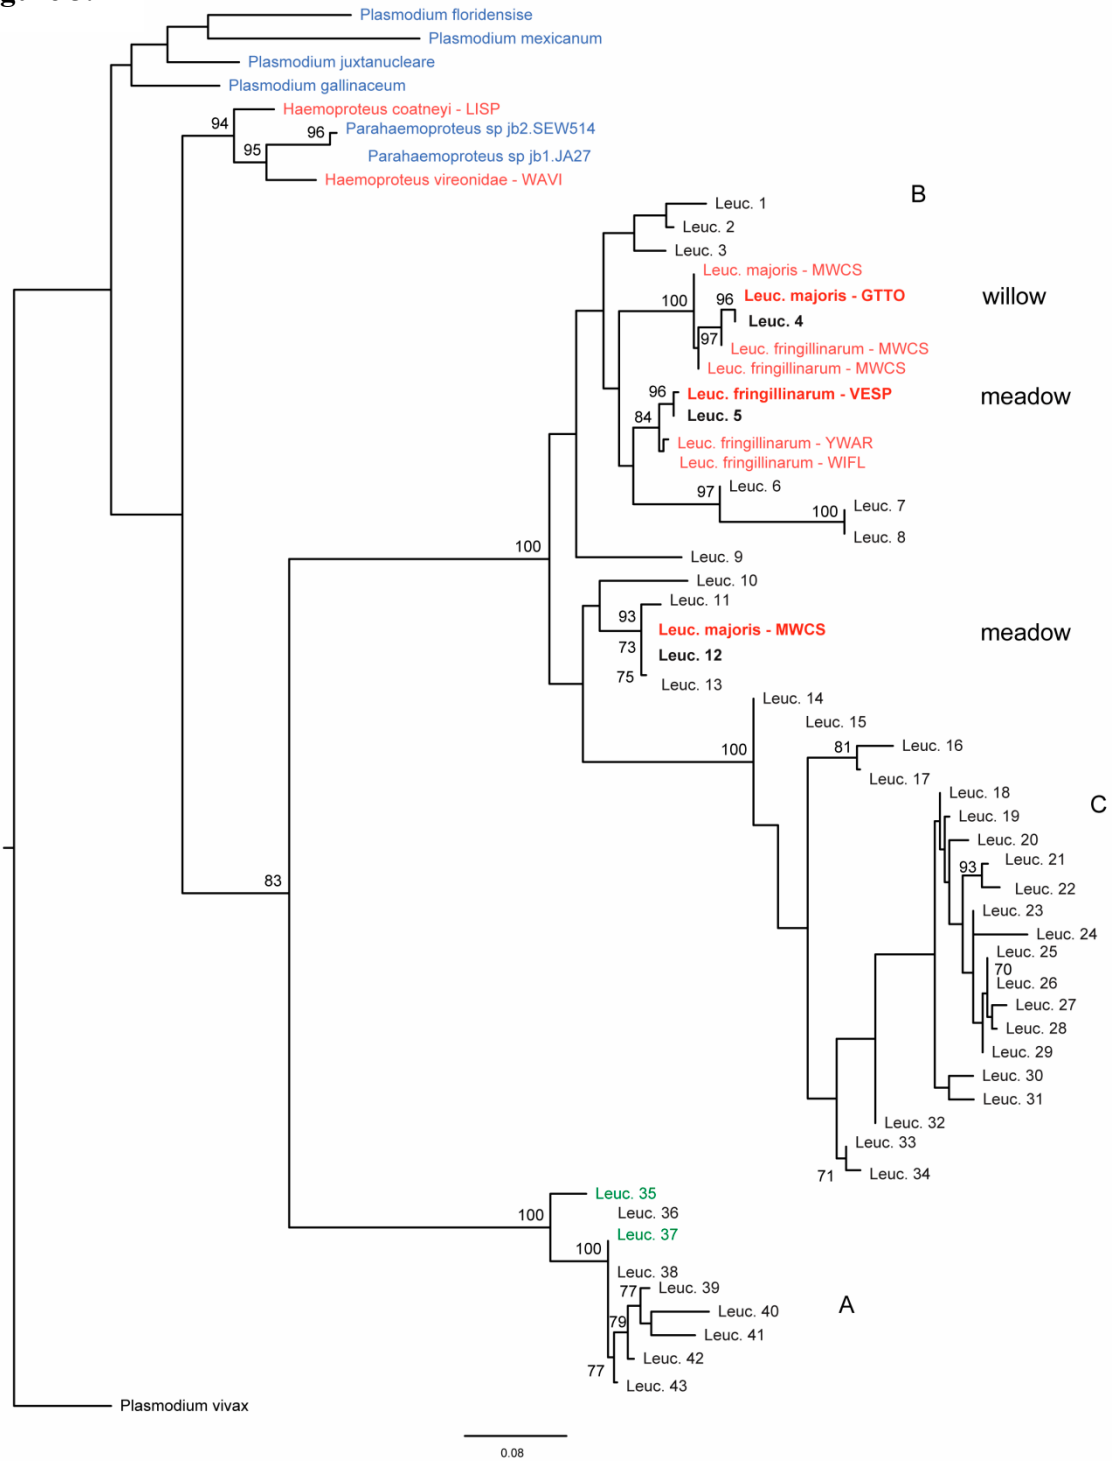 Plasmodium floridensise
Plasmodium mexicanum
Plasmodium juxtanucleare
Plasmodium gallinaceum
Haemoproteus coatneyi - LISP
94
96
Parahaemoproteus sp jb2.SEW514
95
Parahaemoproteus sp jb1.JA27
Haemoproteus vireonidae - WAVI
B
Leuc. 1
Leuc. 2
Leuc. 3
Leuc. majoris - MWCS
100
96
Leuc. majoris - GTTO
willow
Leuc. 4
97
Leuc. fringillinarum - MWCS
Leuc. fringillinarum - MWCS
96
Leuc. fringillinarum - VESP
meadow
84
Leuc. 5
Leuc. fringillinarum - YWAR
Leuc. fringillinarum - WIFL
97
Leuc. 6
100
Leuc. 7
Leuc. 8
100
Leuc. 9
Leuc. 10
Leuc. 11
93
Leuc. majoris - MWCS
meadow
73
Leuc. 12
75
Leuc. 13
Leuc. 14
Leuc. 15
100
81
Leuc. 16
Leuc. 17
Leuc. 18
C
Leuc. 19
Leuc. 20
93
Leuc. 21
83
Leuc. 22
Leuc. 23
Leuc. 24
Leuc. 25
70
Leuc. 26
Leuc. 27
Leuc. 28
Leuc. 29
Leuc. 30
Leuc. 31
Leuc. 32
Leuc. 33
71
Leuc. 34
Leuc. 35
100
Leuc. 36
Leuc. 37
100
Leuc. 38
77
Leuc. 39
A
79
Leuc. 40
Leuc. 41
Leuc. 42
77
Leuc. 43
Plasmodium vivax
0.08